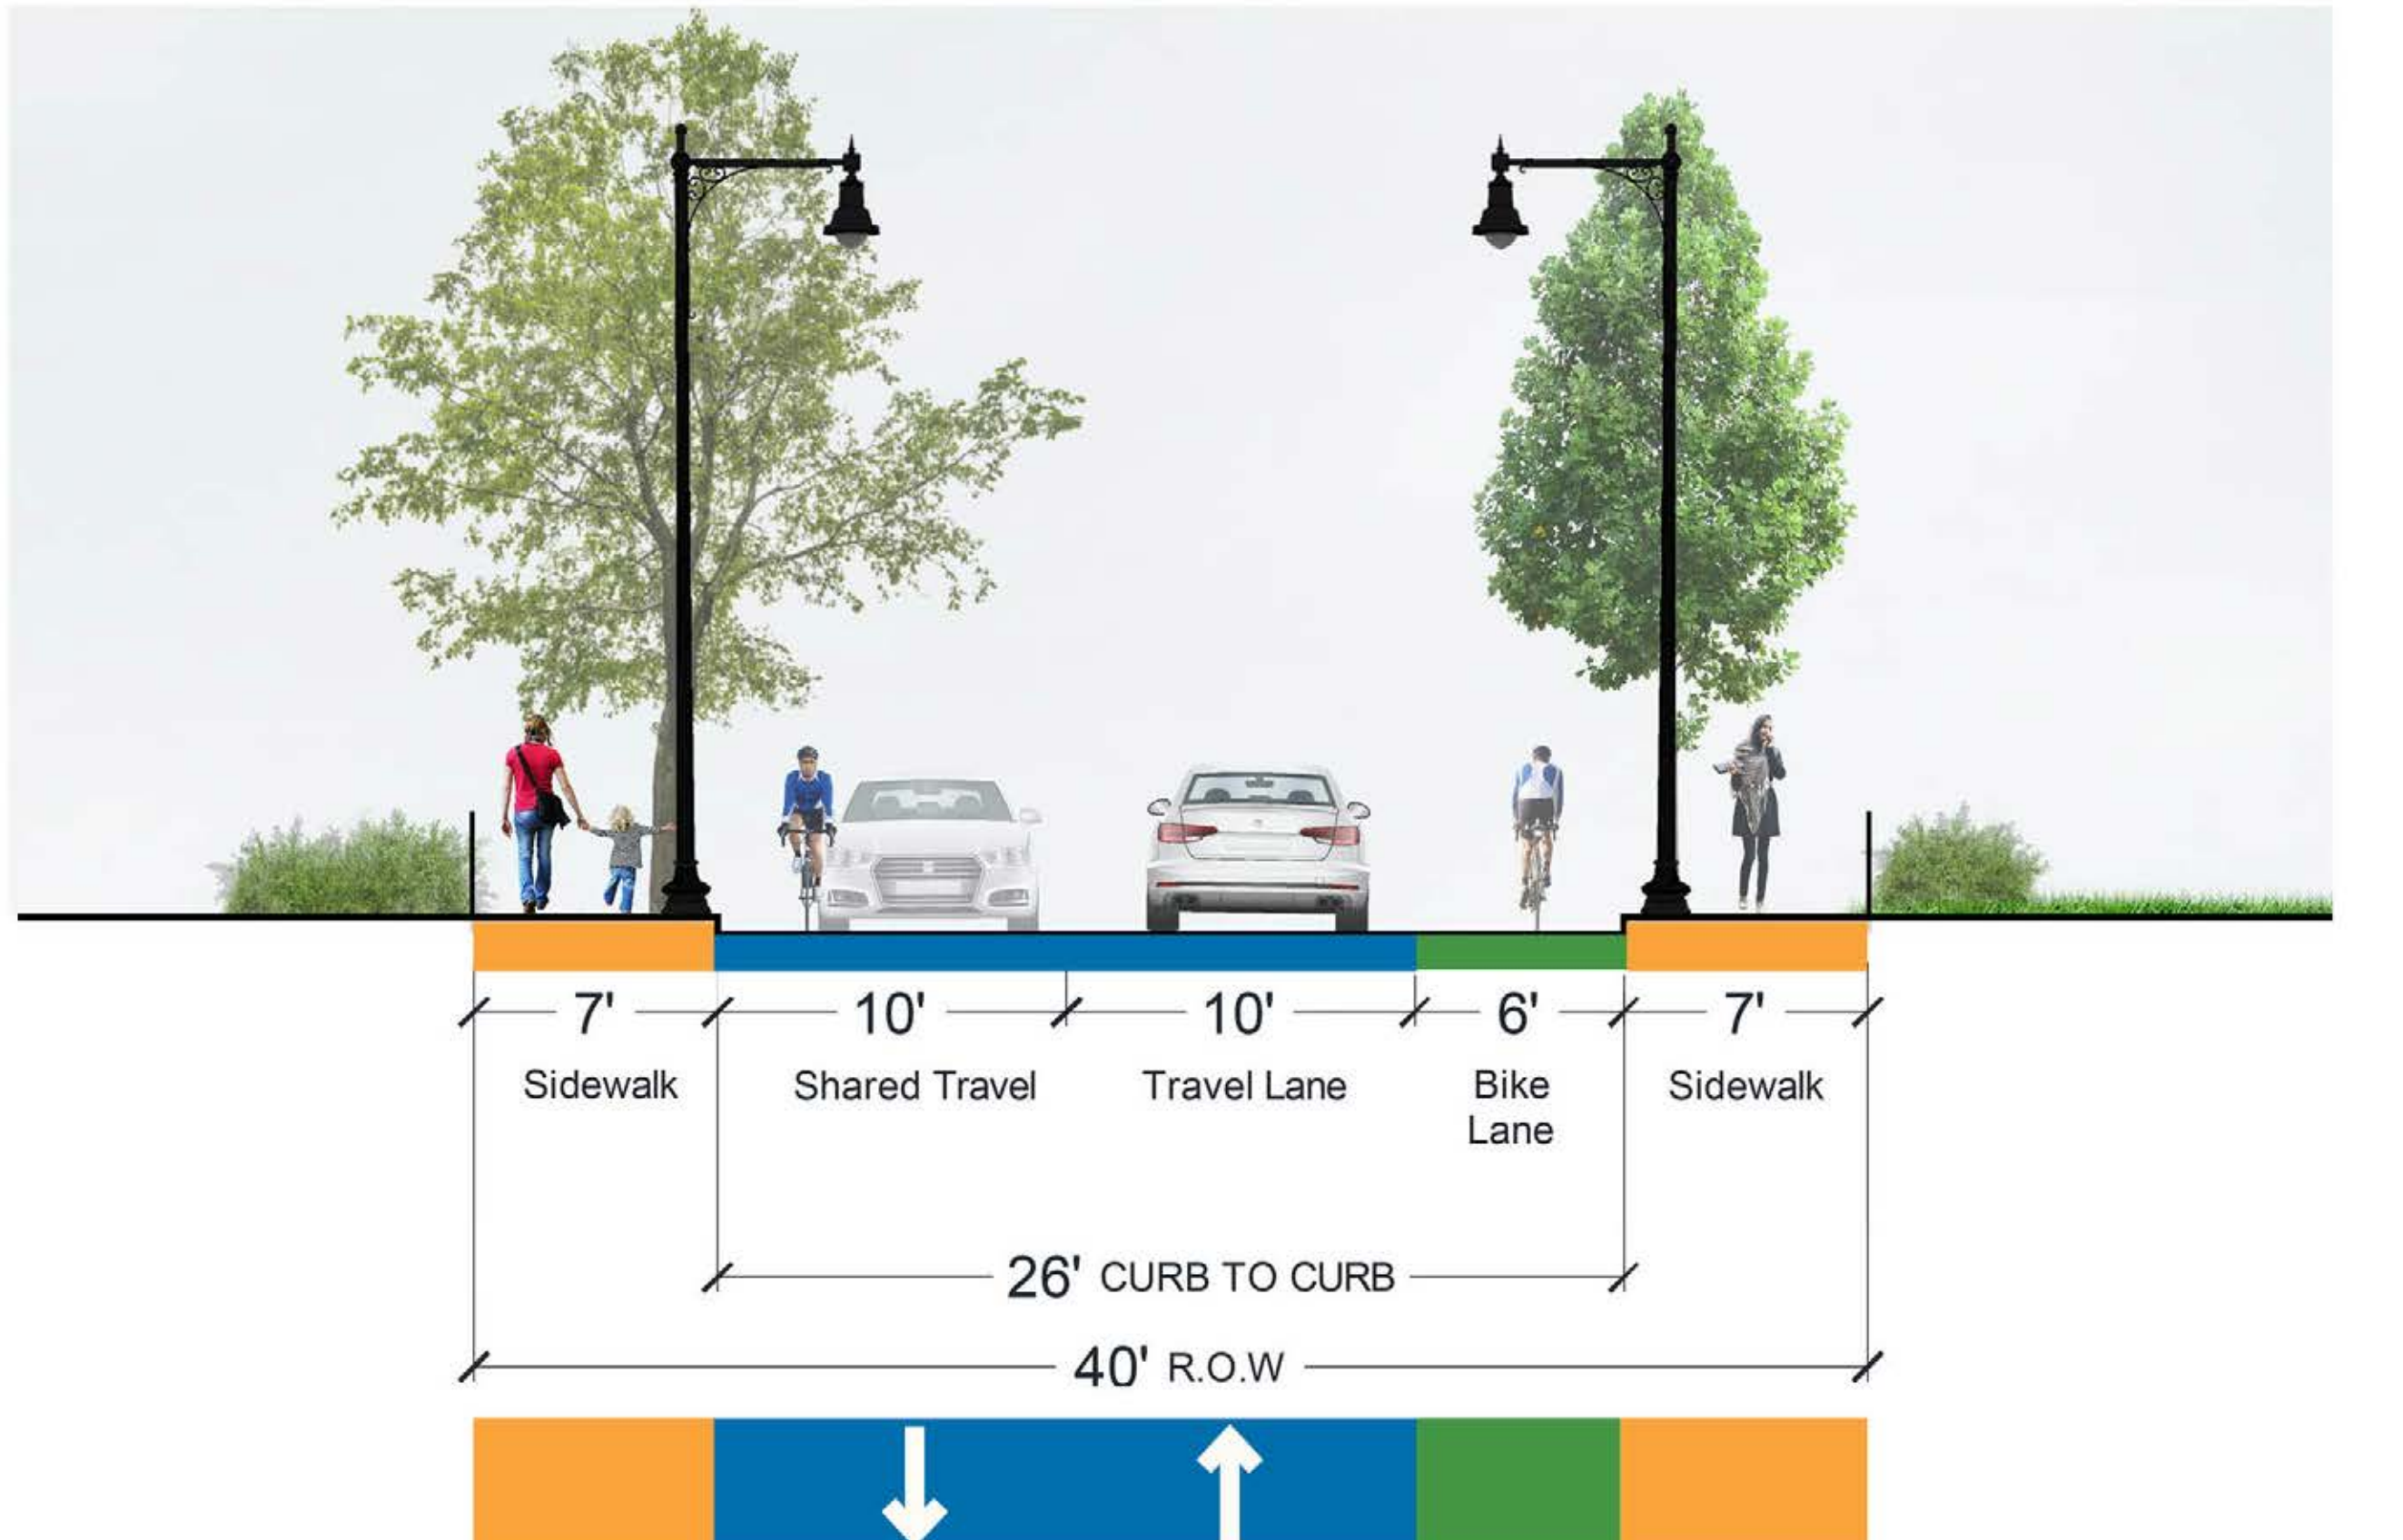 7' 10' 10' 6' 7'
Sidewalk Shared Travel Travel Lane Bike Sidewalk
Lane
26' CURB TO CURB
40' R.O.W